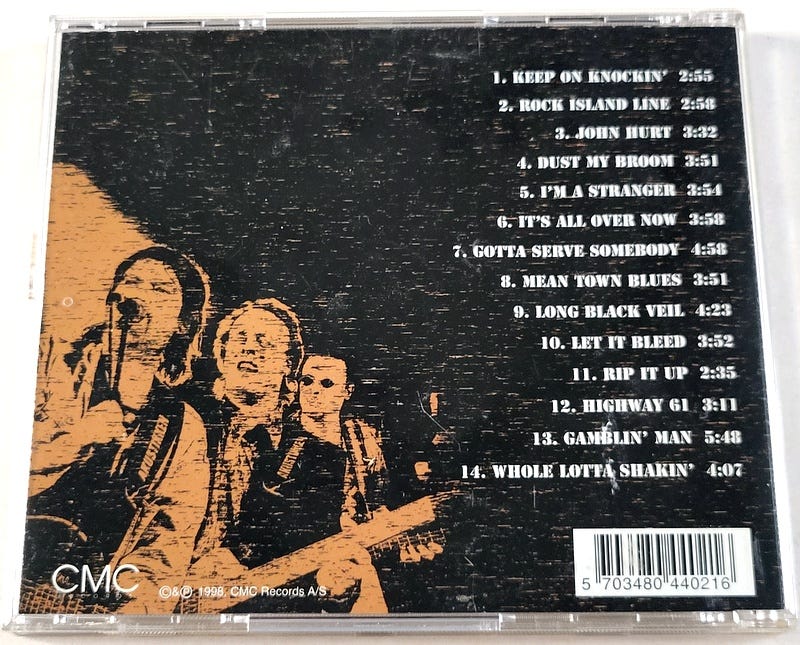 1. KEEP ON KNOCKIN' 2:55
2. ROCK ISLAND LINE 2:58
3. JOHN HURT 3:32
4. DUST MY BROOM 3:51
5. I'M A STRANGER 3:54
6. IT'S ALL OVER NOW 3:58
7. GOTTA SERVE SOMEBODY 4:58
8. MEAN TOWN BLUES 3:51
9. LONG BLACK VEIL 4:23
10. LET IT BLEED 3:52
11. RIP IT UP 2:35
12. HIGHWAY 61 3:11
13. GAMBLIN' MAN 5:48
14. WHOLE LOTTA SHAKIN' 4:07
CMC
©&℗ 1998, CMC Records A/S
5 703480 440216